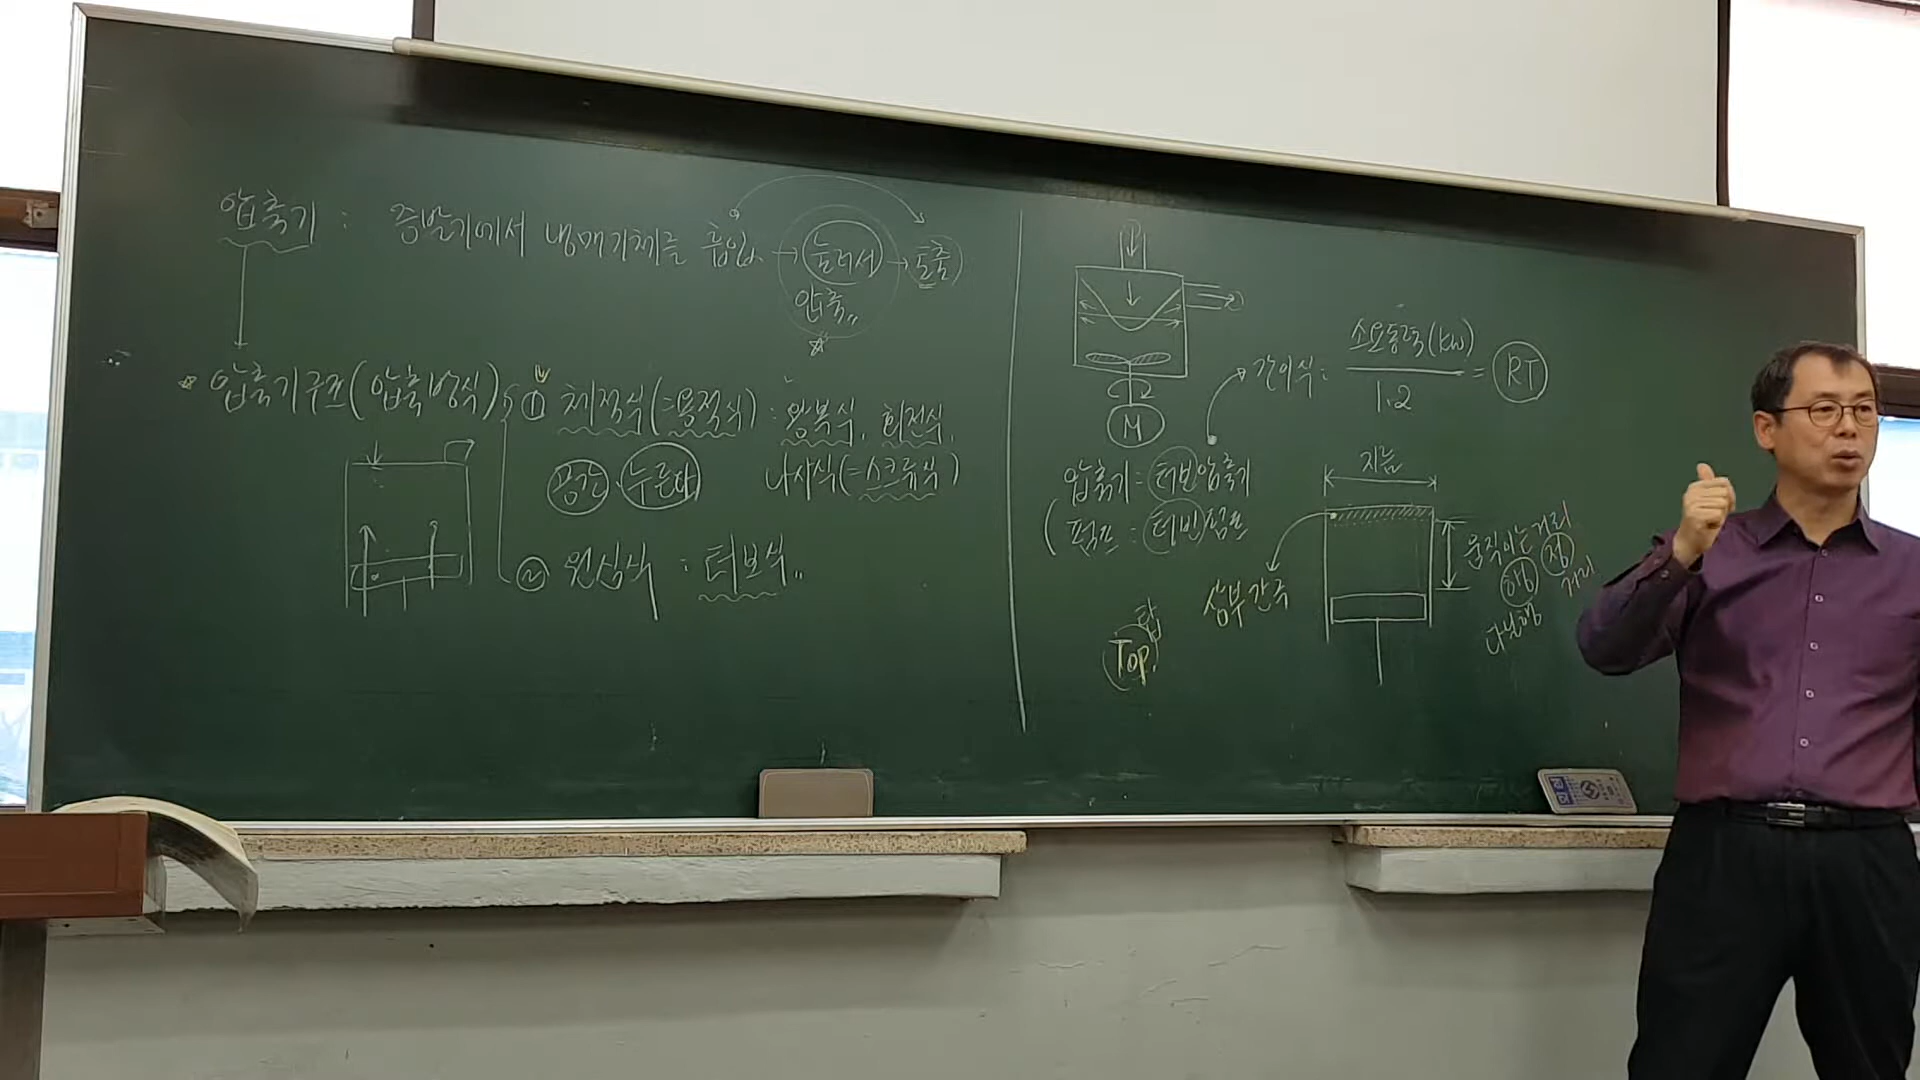 압축기 : 증발기에서 냉매기체를 흡입 → 눌러서 → 토출
압축
압축기구조(압축방식) ① 체적식(=용적식) : 왕복식, 회전식,
공간 누른다 나사식(=스크류식)
② 원심식 : 터보식
M
간이식 : 소요동력(kW) / 1.2 = RT
압축기 = 터보압축기
펌프 : 터빈펌프
지름
상부간극
움직이는거리
행정
거리
탑
Top.